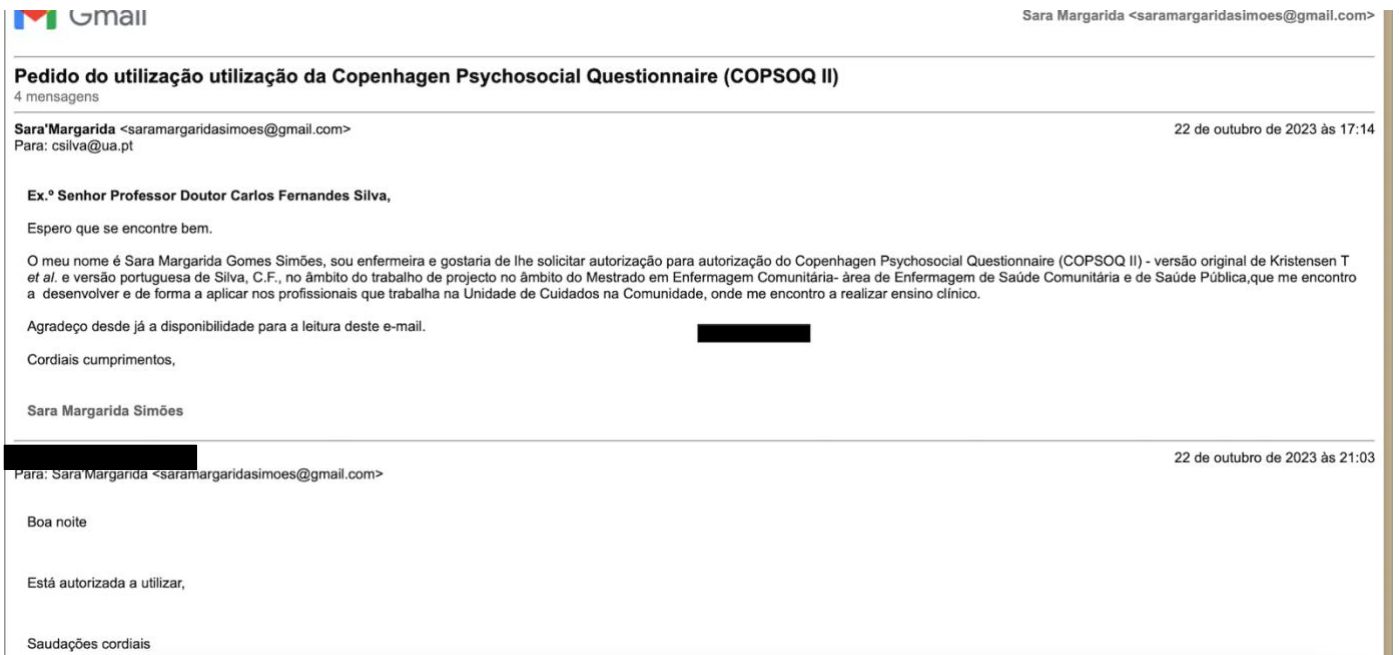 Gmail
Sara Margarida <saramargaridasimoes@gmail.com>
Pedido do utilização utilização da Copenhagen Psychosocial Questionnaire (COPSOQ II)
4 mensagens
Sara'Margarida <saramargaridasimoes@gmail.com>
22 de outubro de 2023 às 17:14
Para: csilva@ua.pt
Ex.º Senhor Professor Doutor Carlos Fernandes Silva,
Espero que se encontre bem.
O meu nome é Sara Margarida Gomes Simões, sou enfermeira e gostaria de lhe solicitar autorização para autorização do Copenhagen Psychosocial Questionnaire (COPSOQ II) - versão original de Kristensen T
et al. e versão portuguesa de Silva, C.F., no âmbito do trabalho de projecto no âmbito do Mestrado em Enfermagem Comunitária- àrea de Enfermagem de Saúde Comunitária e de Saúde Pública,que me encontro
a desenvolver e de forma a aplicar nos profissionais que trabalha na Unidade de Cuidados na Comunidade, onde me encontro a realizar ensino clínico.
Agradeço desde já a disponibilidade para a leitura deste e-mail.
Cordiais cumprimentos,
Sara Margarida Simões
22 de outubro de 2023 às 21:03
Para: Sara'Margarida <saramargaridasimoes@gmail.com>
Boa noite
Está autorizada a utilizar,
Saudações cordiais